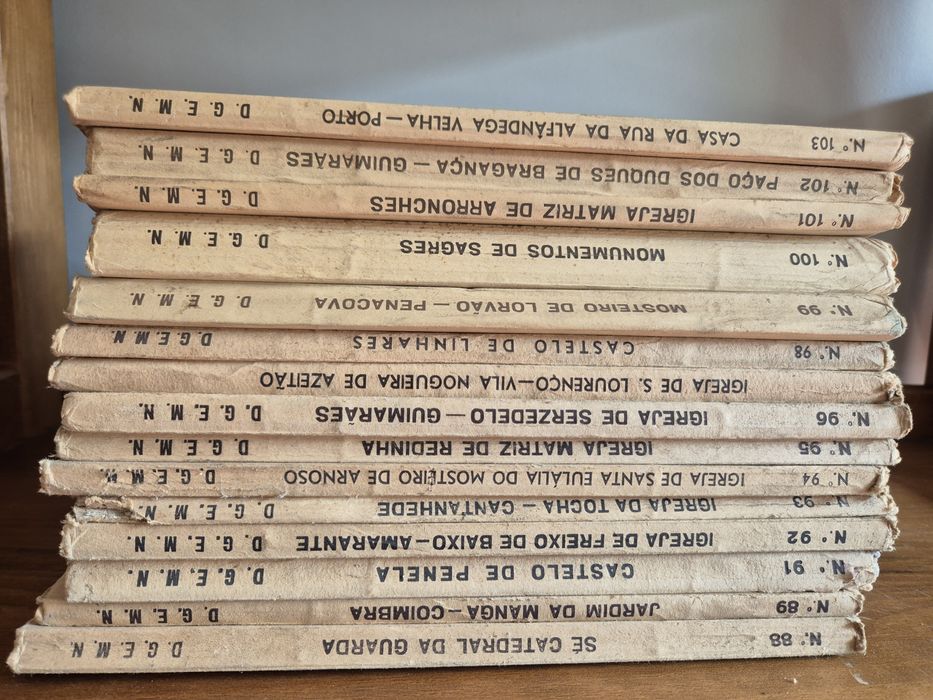 N.º 103 CASA DA RUA DA ALFÂNDEGA VELHA — PORTO D. G. E. M. N.
N.º 102 PAÇO DOS DUQUES DE BRAGANÇA — GUIMARÃES D. G. E. M. N.
N.º 101 IGREJA MATRIZ DE ARRONCHES D. G. E. M. N.
N.º 100 MONUMENTOS DE SAGRES D. G. E. M. N.
N.º 99 MOSTEIRO DE LORVÃO — PENACOVA D. G. E. M. N.
N.º 98 CASTELO DE LINHARES D. G. E. M. N.
IGREJA DE S. LOURENÇO—VILA NOGUEIRA DE AZEITÃO
N.º 96 IGREJA DE SERZEDELO — GUIMARÃES D. G. E. M. N.
N.º 95 IGREJA MATRIZ DE REDINHA D. G. E. M. N.
N.º 94 IGREJA DE SANTA EULÁLIA DO MOSTEIRO DE ARNOSO D. G. E. M. N.
N.º 93 IGREJA DA TOCHA — CANTANHEDE D. G. E. M. N.
N.º 92 IGREJA DE FREIXO DE BAIXO—AMARANTE D. G. E. M. N.
N.º 91 CASTELO DE PENELA D. G. E. M. N.
N.º 89 JARDIM DA MANGA — COIMBRA D. G. E. M. N.
N.º 88 SÉ CATEDRAL DA GUARDA D. G. E. M. N.